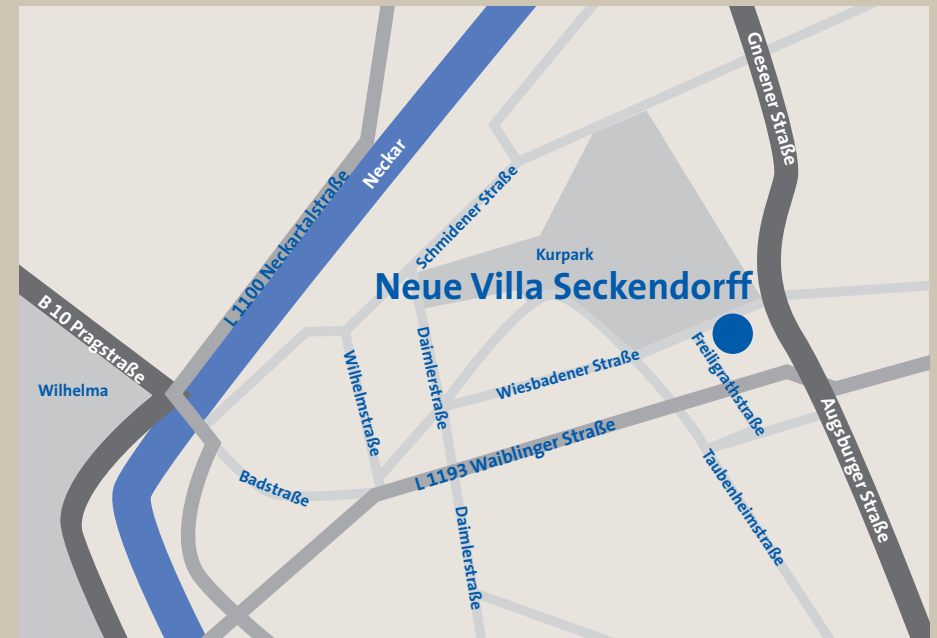 Gnesener Straße
Neckar
Schmidener Straße
L 1100 Neckartalstraße
Kurpark
Neue Villa Seckendorff
B 10 Pragstraße
Wilhelma
Wilhelmstraße
Daimlerstraße
Wiesbadener Straße
Freiligrathstraße
L 1193 Waiblinger Straße
Augsburger Straße
Badstraße
Taubenheimstraße
Daimlerstraße